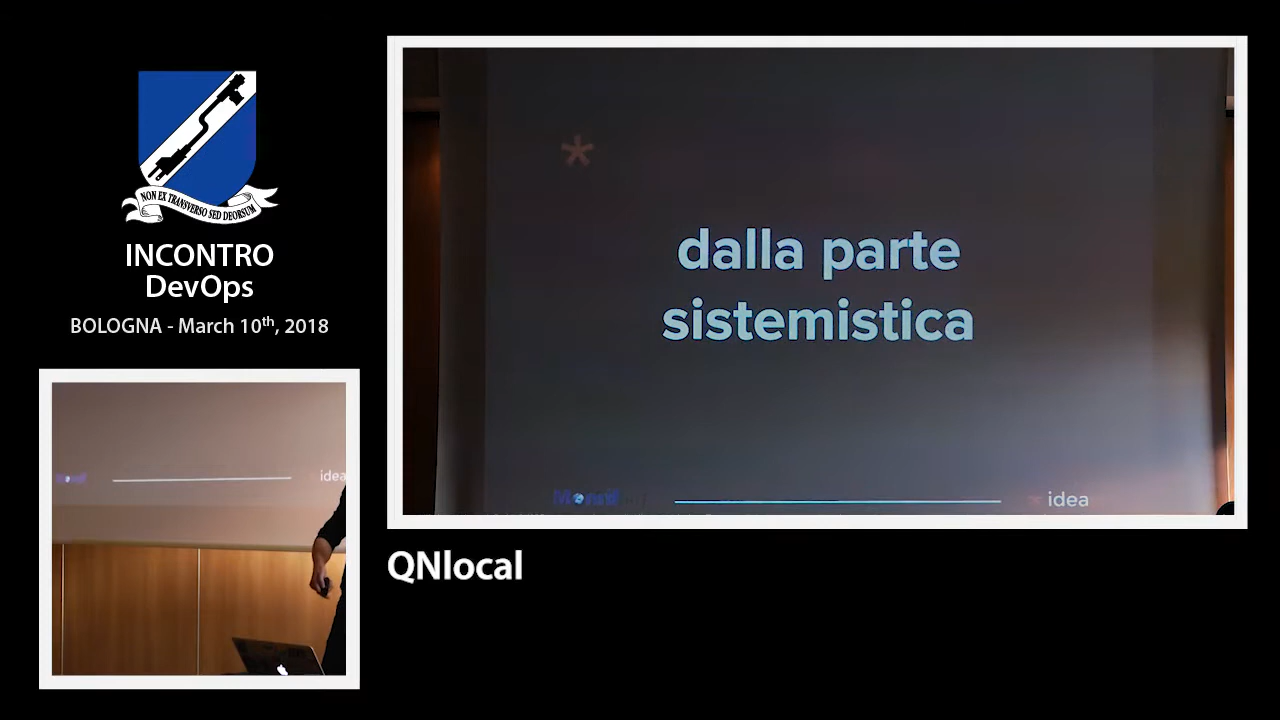 NON EX TRANSVERSO SED DEORSUM
INCONTRO
DevOps
BOLOGNA - March 10th, 2018
*
dalla parte
sistemistica
idea
idea
QNlocal